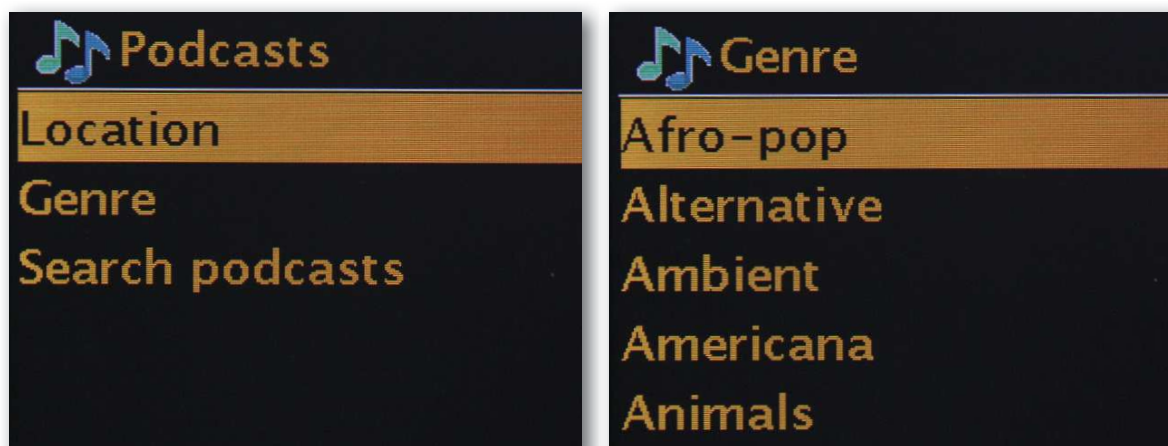 Podcasts
Location
Genre
Search podcasts
Genre
Afro-pop
Alternative
Ambient
Americana
Animals